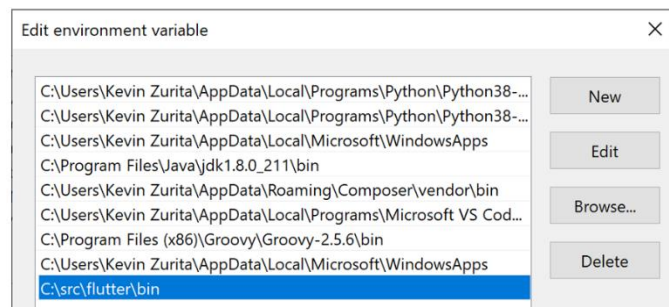 Edit environment variable
C:\Users\Kevin Zurita\AppData\Local\Programs\Python\Python38-...
New
C:\Users\Kevin Zurita\AppData\Local\Programs\Python\Python38-...
C:\Users\Kevin Zurita\AppData\Local\Microsoft\WindowsApps
Edit
C:\Program Files\Java\jdk1.8.0_211\bin
C:\Users\Kevin Zurita\AppData\Roaming\Composer\vendor\bin
Browse...
C:\Users\Kevin Zurita\AppData\Local\Programs\Microsoft VS Cod...
C:\Program Files (x86)\Groovy\Groovy-2.5.6\bin
Delete
C:\Users\Kevin Zurita\AppData\Local\Microsoft\WindowsApps
C:\src\flutter\bin